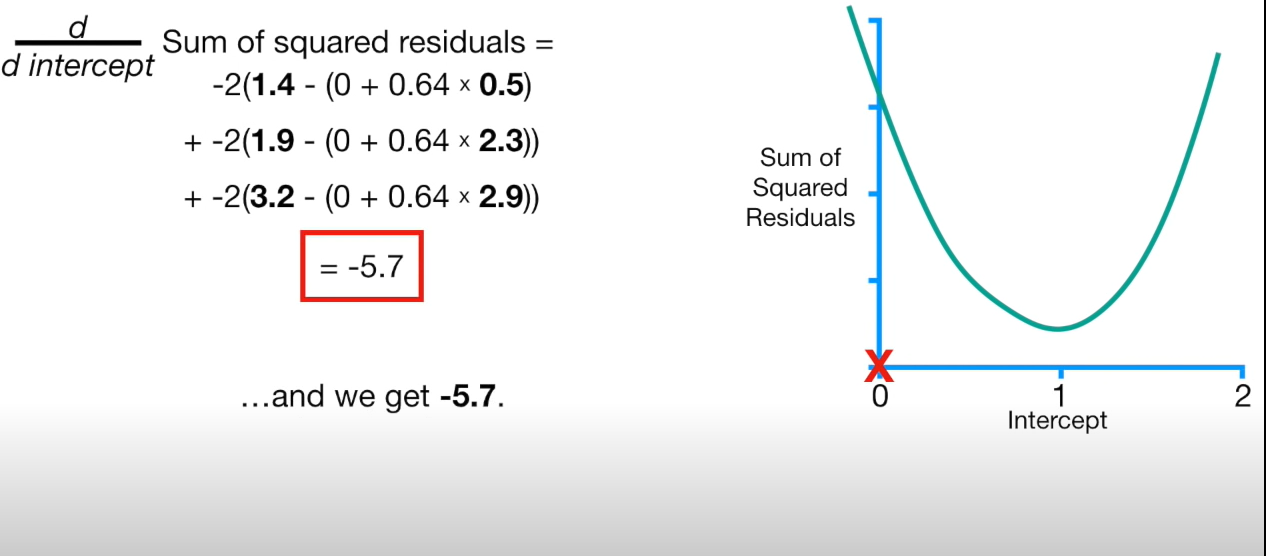 d
d intercept
Sum of squared residuals =
-2(1.4 - (0 + 0.64 × 0.5)
+ -2(1.9 - (0 + 0.64 × 2.3))
+ -2(3.2 - (0 + 0.64 × 2.9))
= -5.7
...and we get -5.7.
Sum of
Squared
Residuals
X
0 1 2
Intercept